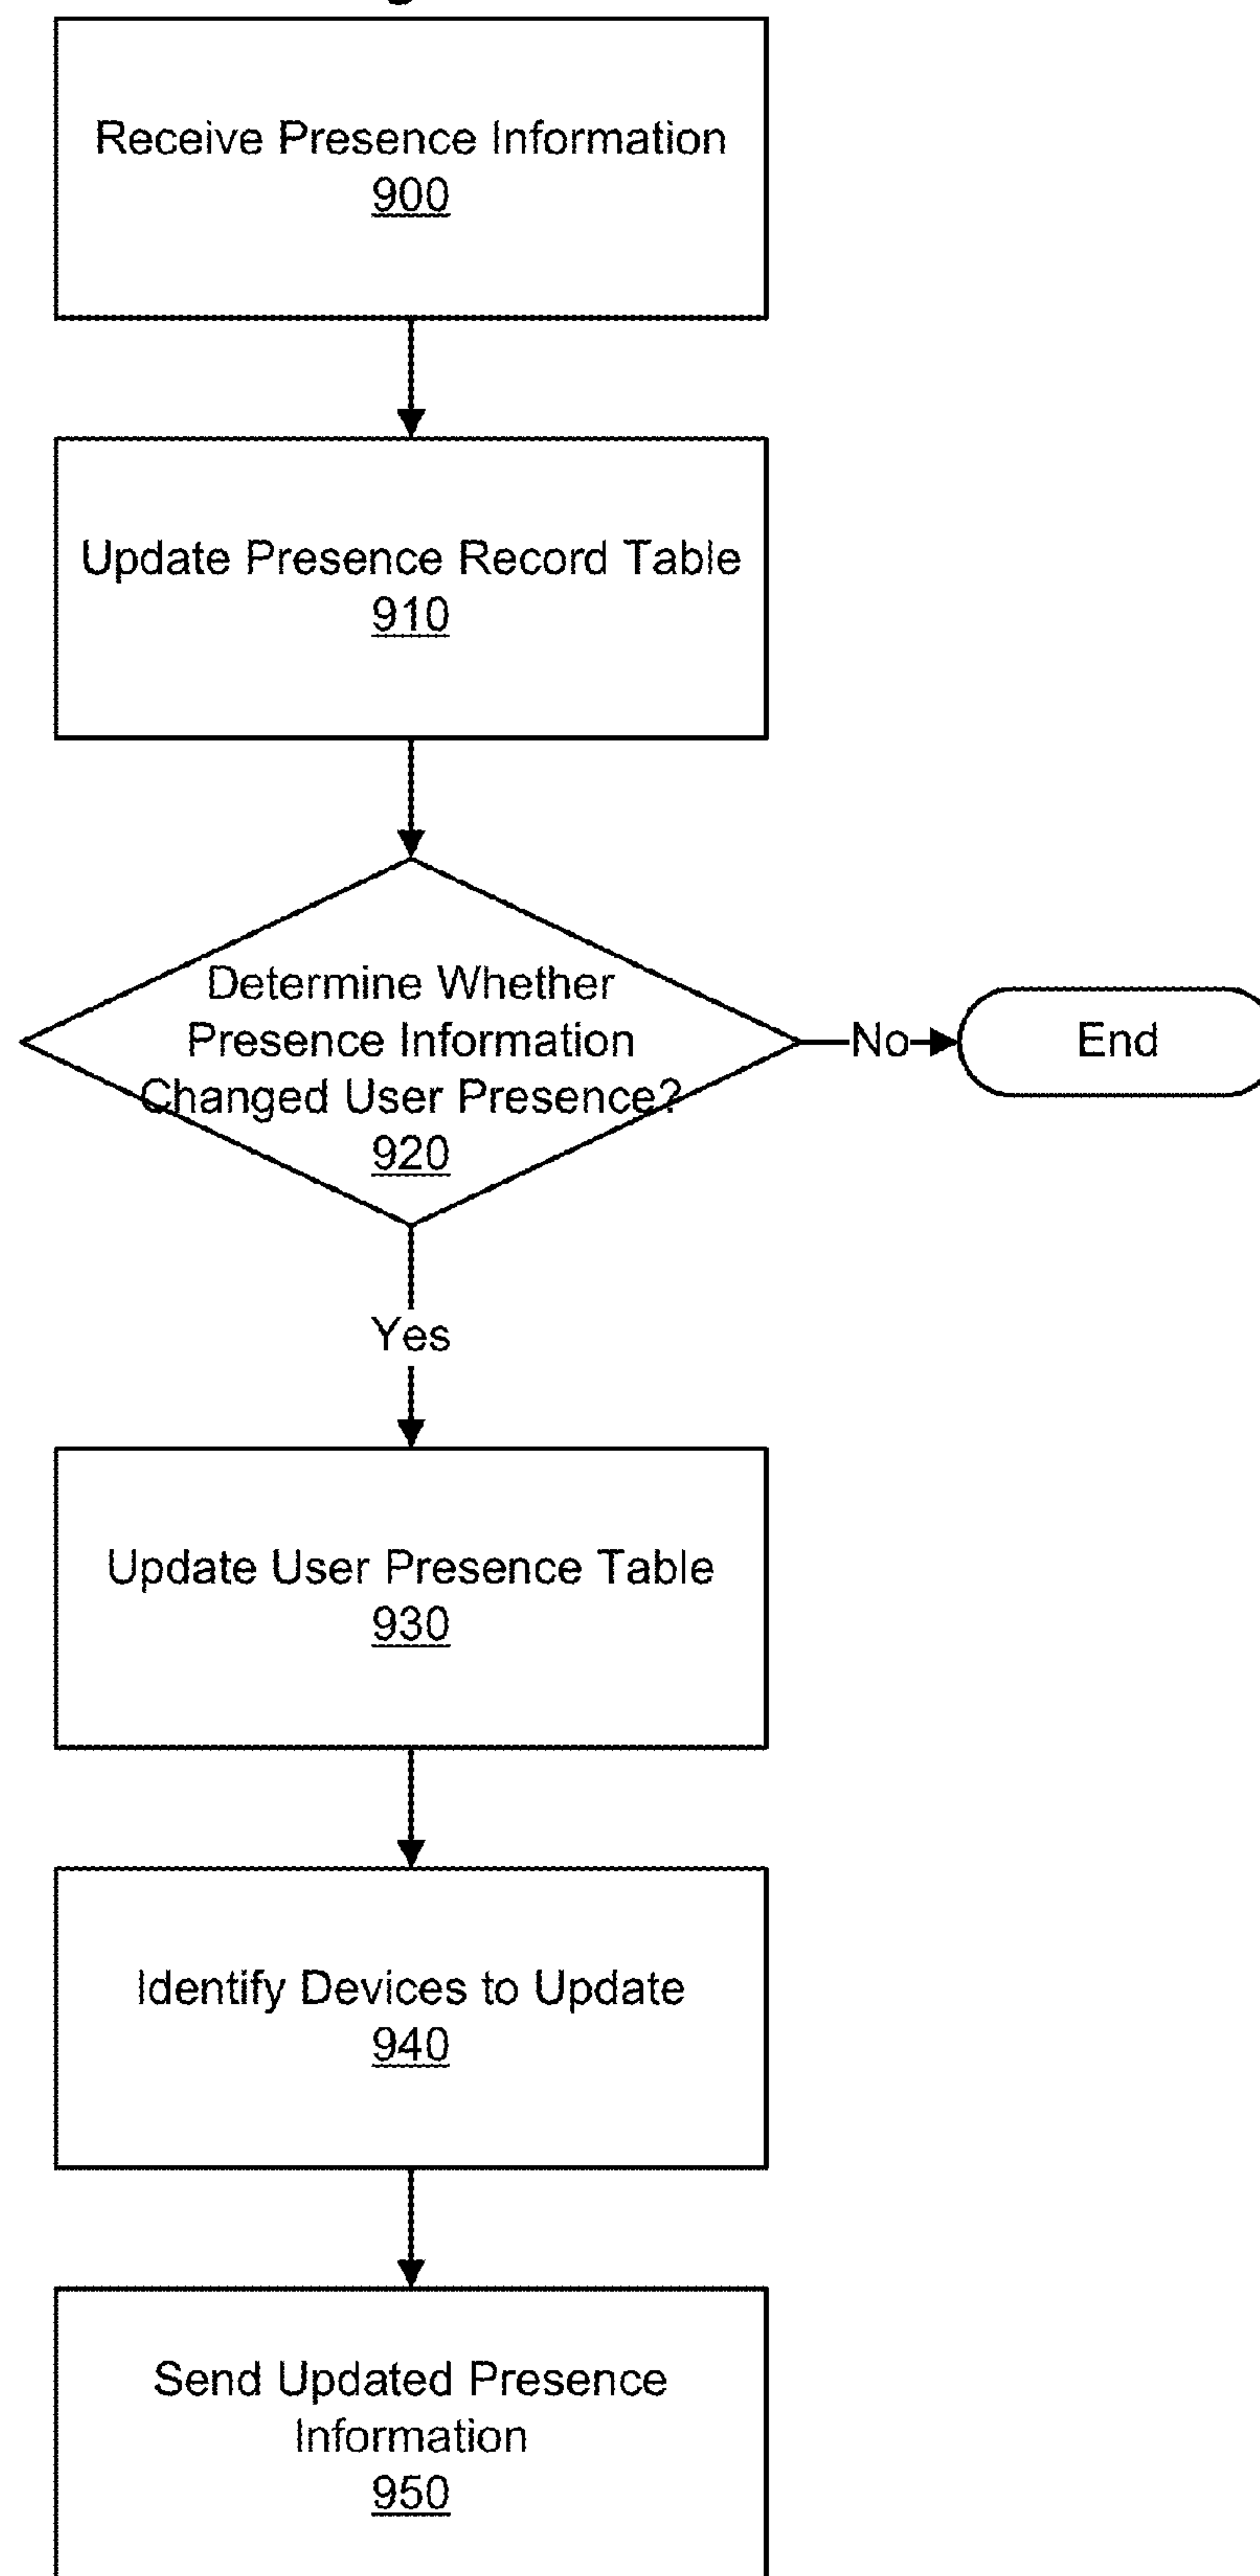 Receive Presence Information
900
Update Presence Record Table
910
Determine Whether
Presence Information
Changed User Presence?
920
No
End
Yes
Update User Presence Table
930
Identify Devices to Update
940
Send Updated Presence
Information
950